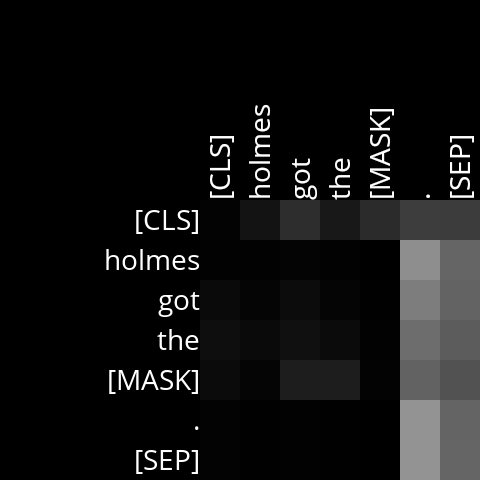 [CLS]
holmes
got
the
[MASK]
.
[SEP]
[CLS]
holmes
got
the
[MASK]
.
[SEP]